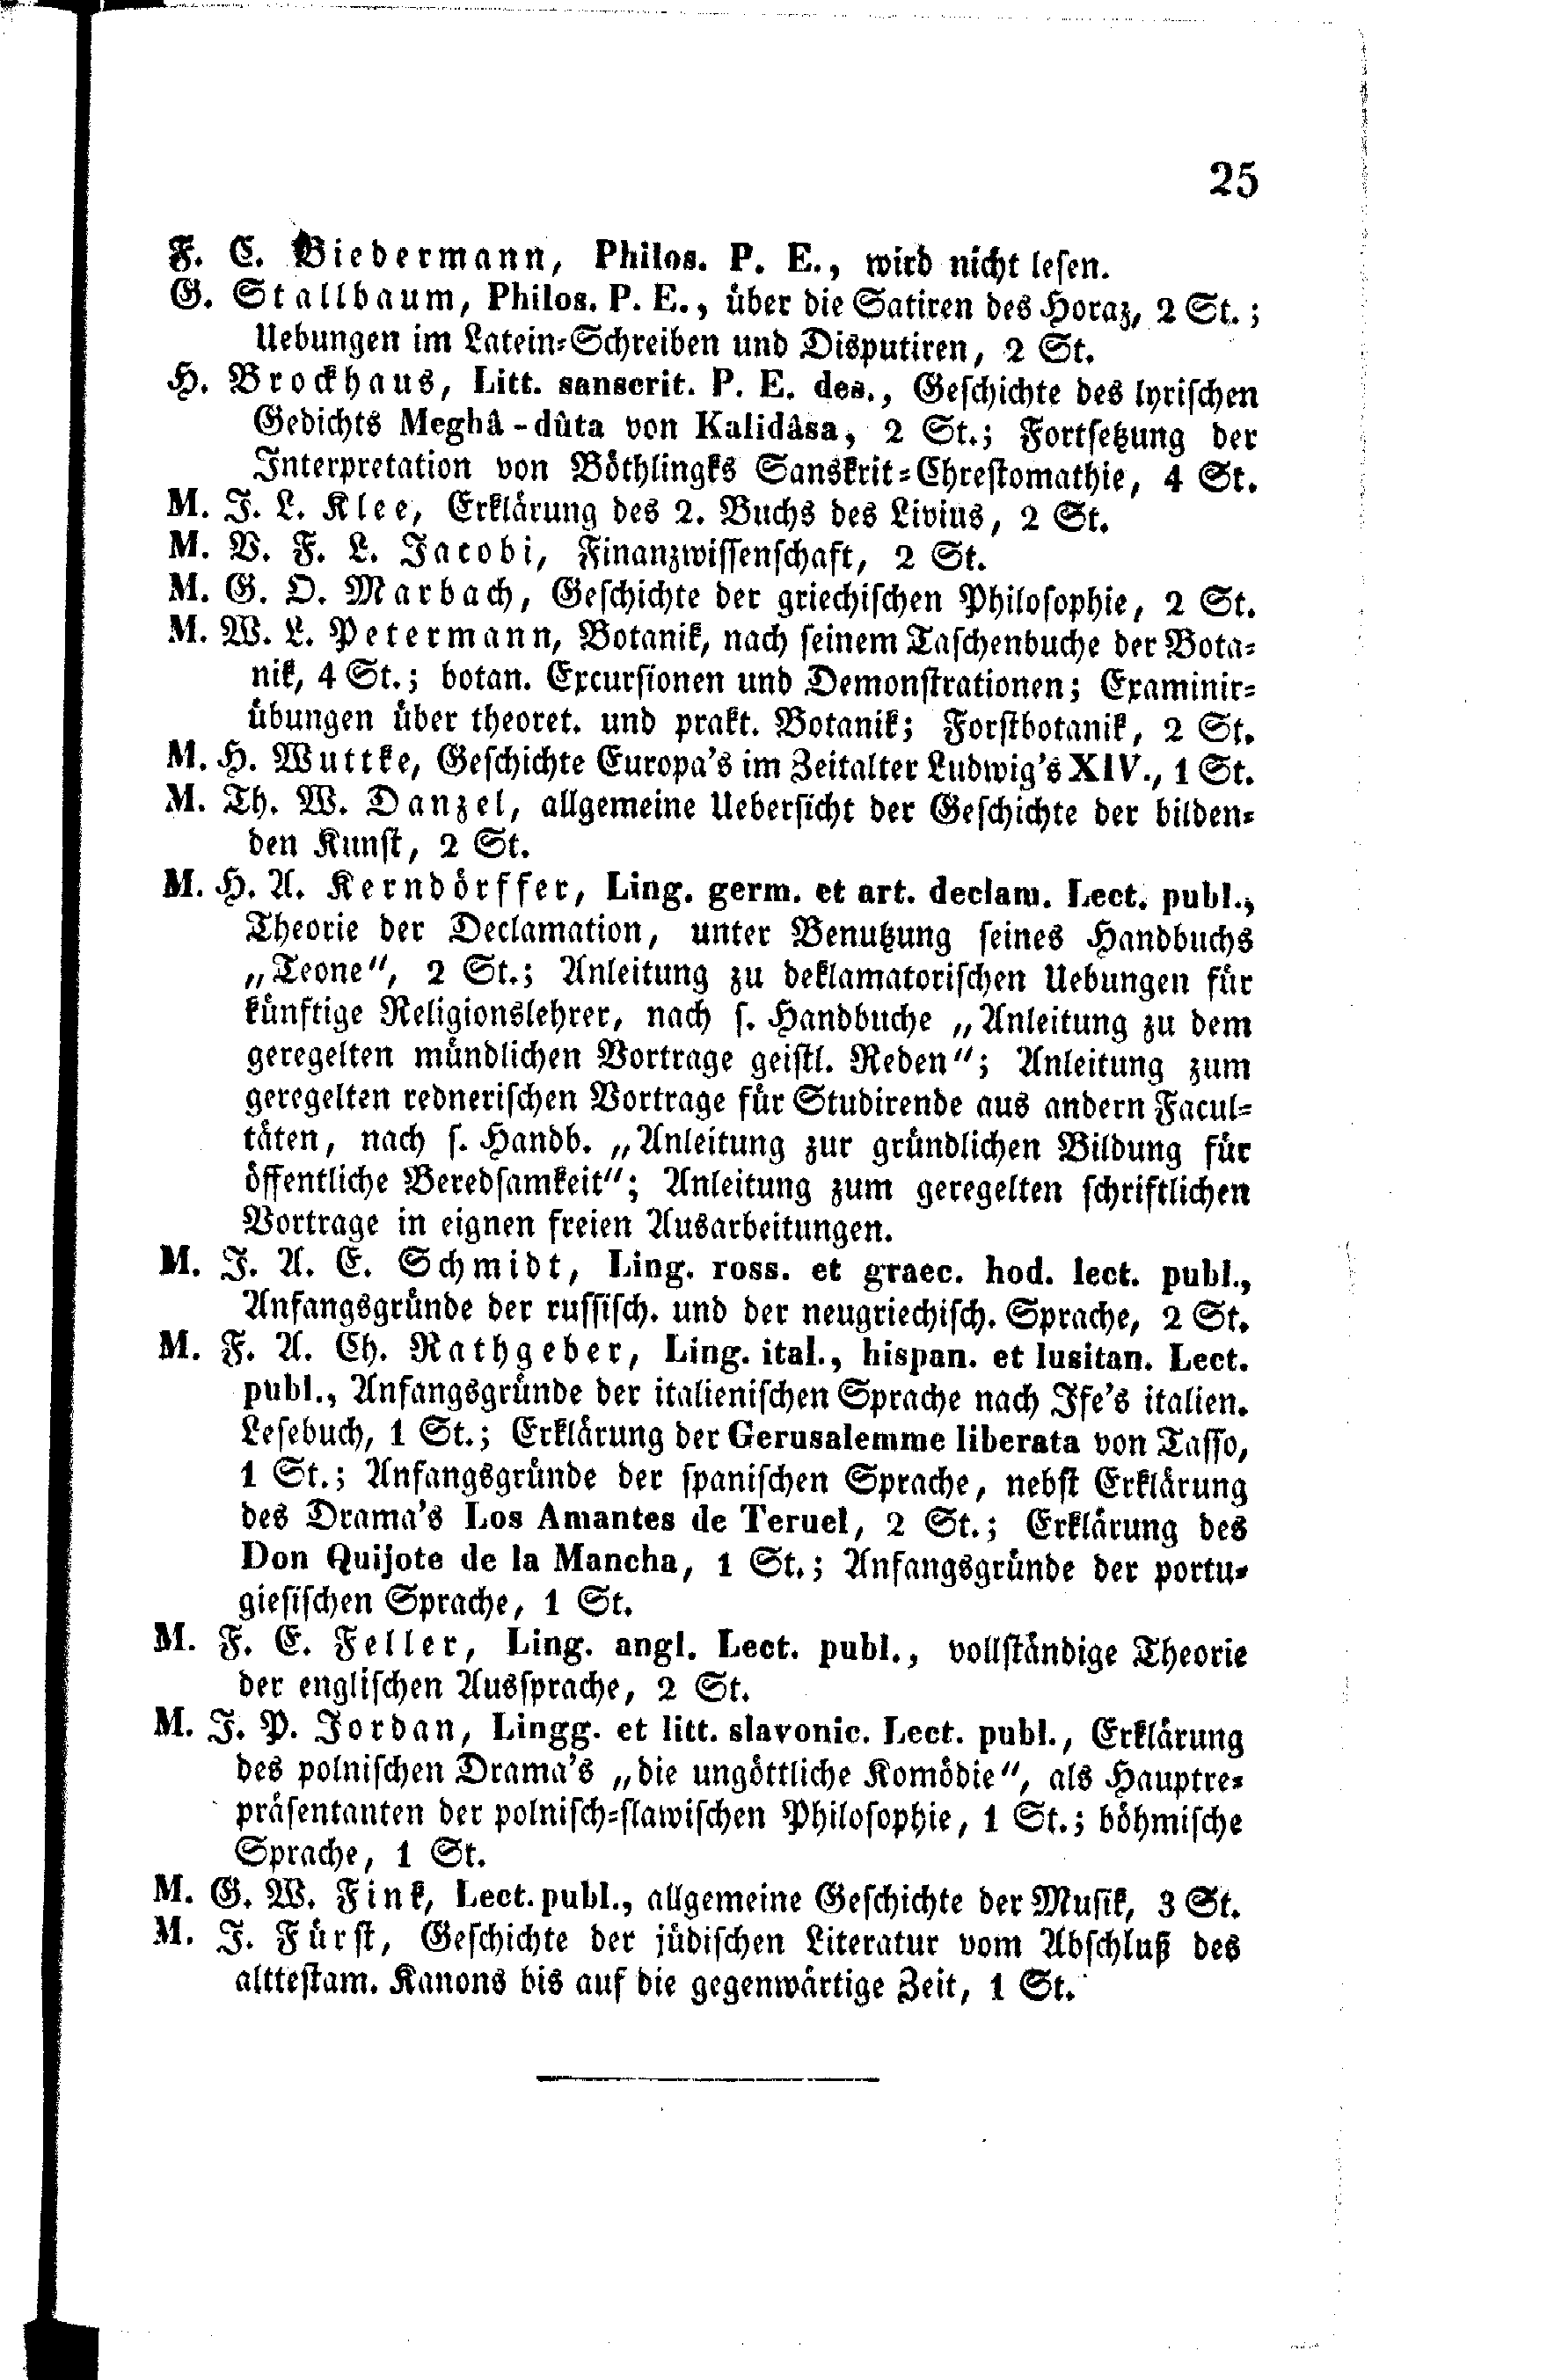 25
F. C. Biedermann, Philos. P. E., wird nicht lesen.
G. Stallbaum, Philos. P. E., über die Satiren des Horaz, 2 St.;
Uebungen im Latein-Schreiben und Disputiren, 2 St.
H. Brockhaus, Litt. sanscrit. P. E. des., Geschichte des lyrischen
Gedichts Meghâ-dûta von Kalidâsa, 2 St.; Fortsetzung der
Interpretation von Böthlingks Sanskrit-Chrestomathie, 4 St.
M. J. L. Klee, Erklärung des 2. Buchs des Livius, 2 St.
M. V. F. L. Jacobi, Finanzwissenschaft, 2 St.
M. G. O. Marbach, Geschichte der griechischen Philosophie, 2 St.
M. W. L. Petermann, Botanik, nach seinem Taschenbuche der Bota-
nik, 4 St.; botan. Excursionen und Demonstrationen; Examinir-
übungen über theoret. und prakt. Botanik; Forstbotanik, 2 St.
M. H. Wuttke, Geschichte Europa's im Zeitalter Ludwig's XIV., 1 St.
M. Th. W. Danzel, allgemeine Uebersicht der Geschichte der bilden-
den Kunst, 2 St.
M. H. A. Kerndörffer, Ling. germ. et art. declam. Lect. publ.,
Theorie der Declamation, unter Benutzung seines Handbuchs
„Teone", 2 St.; Anleitung zu deklamatorischen Uebungen für
künftige Religionslehrer, nach s. Handbuche „Anleitung zu dem
geregelten mündlichen Vortrage geistl. Reden"; Anleitung zum
geregelten rednerischen Vortrage für Studirende aus andern Facul-
täten, nach s. Handb. „Anleitung zur gründlichen Bildung für
öffentliche Beredsamkeit"; Anleitung zum geregelten schriftlichen
Vortrage in eignen freien Ausarbeitungen.
M. J. A. E. Schmidt, Ling. ross. et graec. hod. lect. publ.,
Anfangsgründe der russisch. und der neugriechisch. Sprache, 2 St.
M. F. A. Ch. Rathgeber, Ling. ital., hispan. et lusitan. Lect.
publ., Anfangsgründe der italienischen Sprache nach Ife's italien.
Lesebuch, 1 St.; Erklärung der Gerusalemme liberata von Tasso,
1 St.; Anfangsgründe der spanischen Sprache, nebst Erklärung
des Drama's Los Amantes de Teruel, 2 St.; Erklärung des
Don Quijote de la Mancha, 1 St.; Anfangsgründe der portu-
giesischen Sprache, 1 St.
M. F. E. Feller, Ling. angl. Lect. publ., vollständige Theorie
der englischen Aussprache, 2 St.
M. J. P. Jordan, Lingg. et litt. slavonic. Lect. publ., Erklärung
des polnischen Drama's „die ungöttliche Komödie", als Hauptre-
präsentanten der polnisch-slawischen Philosophie, 1 St.; böhmische
Sprache, 1 St.
M. G. W. Fink, Lect. publ., allgemeine Geschichte der Musik, 3 St.
M. J. Fürst, Geschichte der jüdischen Literatur vom Abschluß des
alttestam. Kanons bis auf die gegenwärtige Zeit, 1 St.